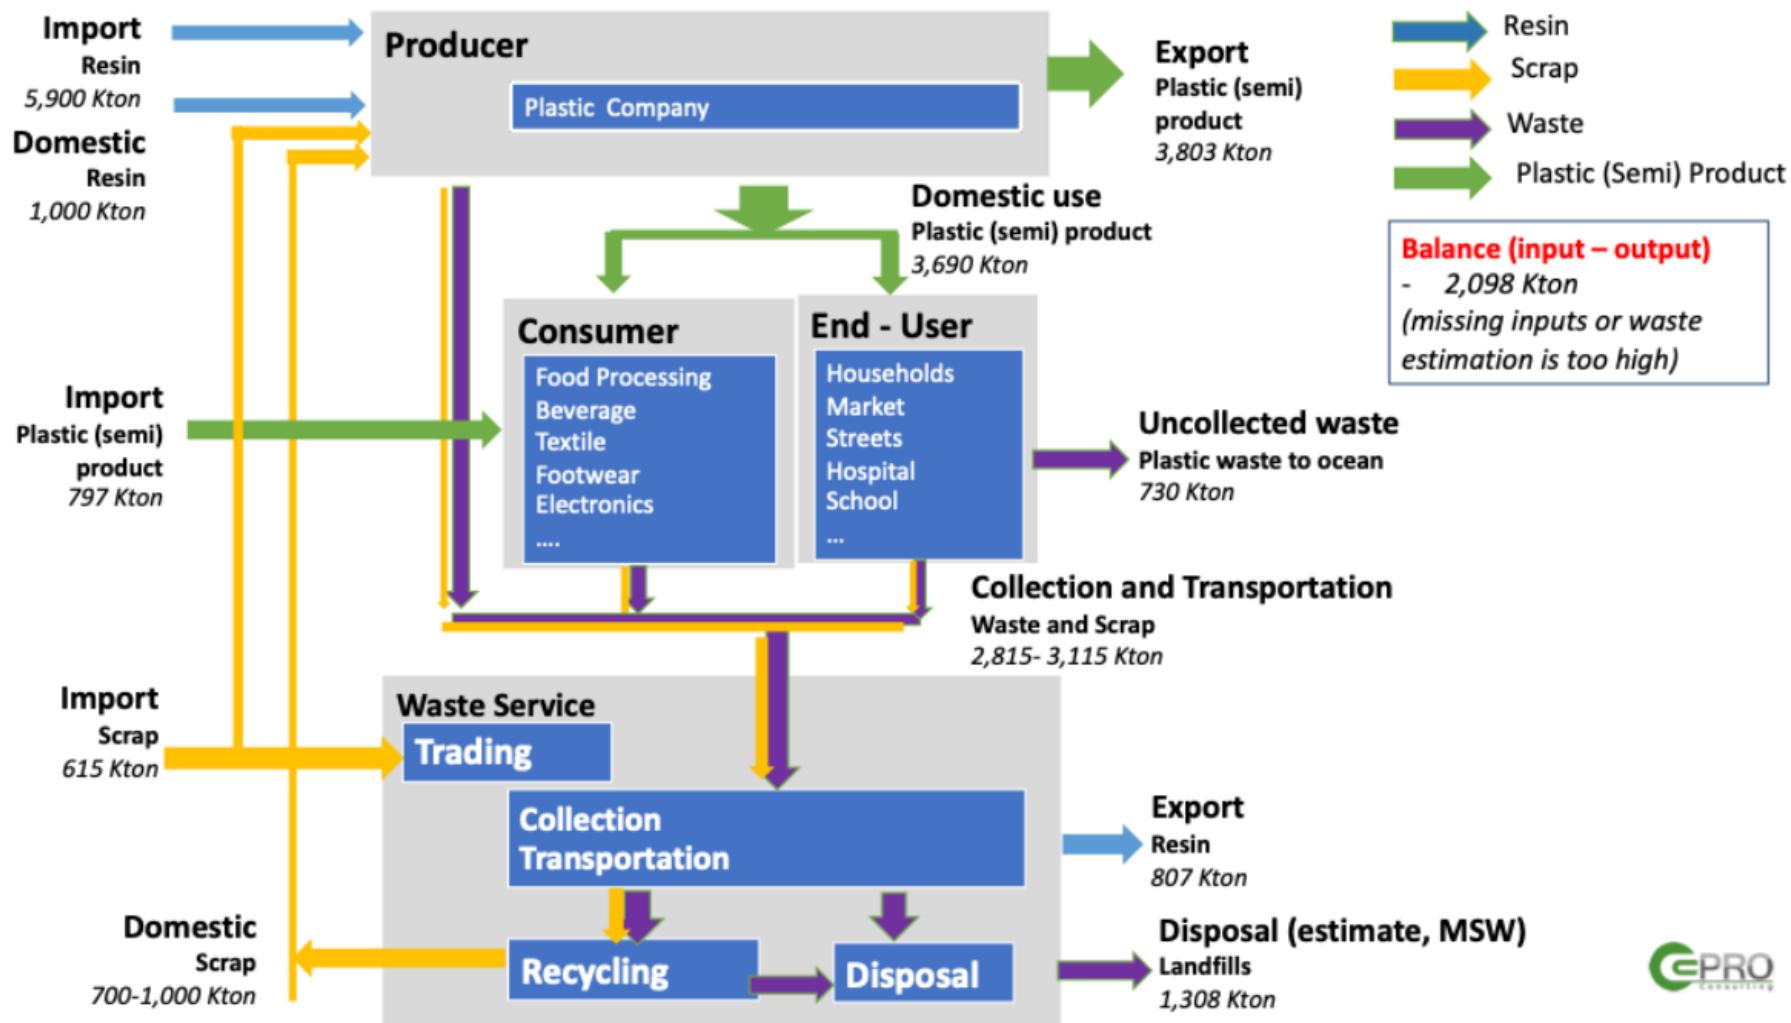 Import
Resin
5,900 Kton
Domestic
Resin
1,000 Kton
Producer
Plastic Company
Export
Plastic (semi)
product
3,803 Kton
Resin
Scrap
Waste
Plastic (Semi) Product
Balance (input – output)
- 2,098 Kton
(missing inputs or waste
estimation is too high)
Domestic use
Plastic (semi) product
3,690 Kton
Import
Plastic (semi)
product
797 Kton
Consumer
Food Processing
Beverage
Textile
Footwear
Electronics
....
End - User
Households
Market
Streets
Hospital
School
...
Uncollected waste
Plastic waste to ocean
730 Kton
Collection and Transportation
Waste and Scrap
2,815- 3,115 Kton
Import
Scrap
615 Kton
Waste Service
Trading
Collection
Transportation
Recycling
Disposal
Export
Resin
807 Kton
Domestic
Scrap
700-1,000 Kton
Disposal (estimate, MSW)
Landfills
1,308 Kton
EPRO
Consulting